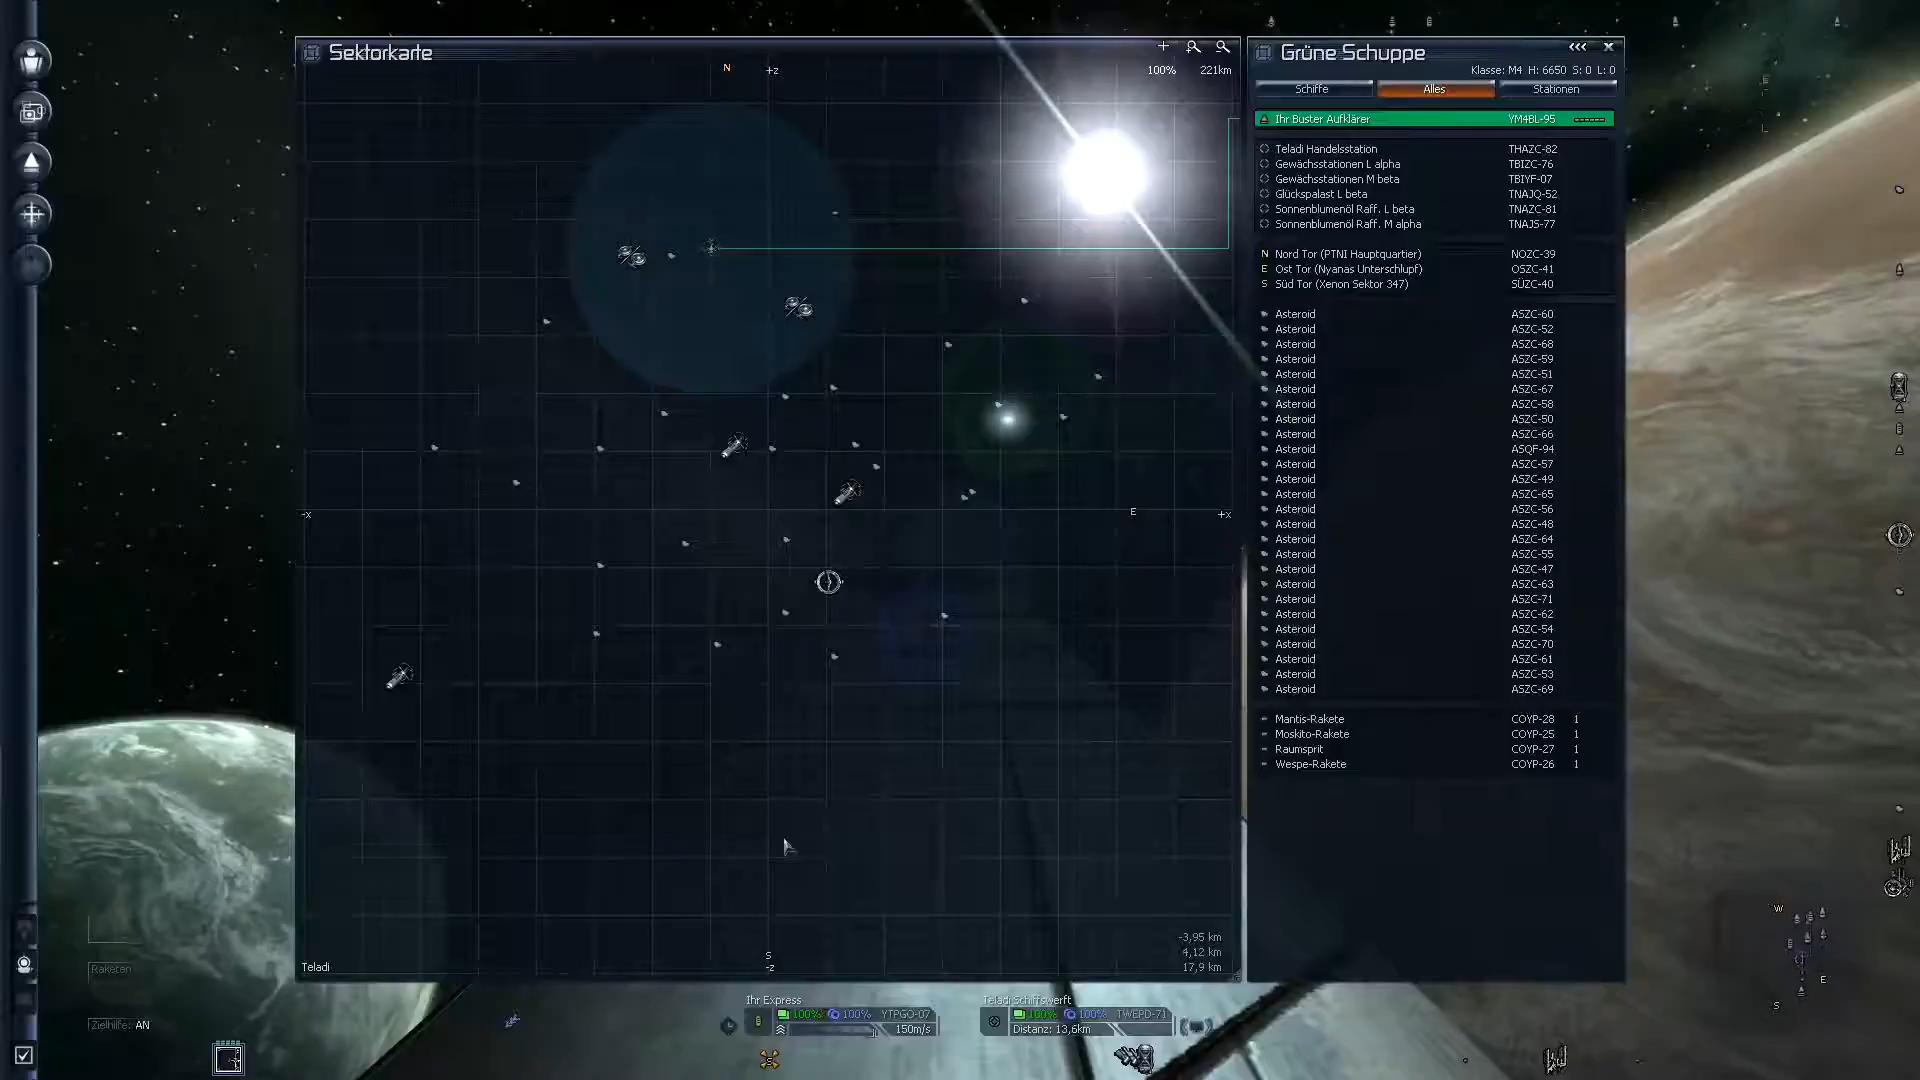 Sektorkarte
100% 221km
N
+z
-x
E
+x
S
-z
Teladi
-3,95 km
4,12 km
17,9 km
Grüne Schuppe
Klasse: M4 H: 6650 S: 0 L: 0
Schiffe Alles Stationen
Ihr Buster Aufklärer YM4BL-95
Teladi Handelsstation THAZC-82
Gewächsstationen L alpha TBIZC-76
Gewächsstationen M beta TBIYF-07
Glückspalast L beta TNAJQ-52
Sonnenblumenöl Raff. L beta TNAZC-81
Sonnenblumenöl Raff. M alpha TNAJS-77
N Nord Tor (PTNI Hauptquartier) NOZC-39
E Ost Tor (Nyanas Unterschlupf) OSZC-41
S Süd Tor (Xenon Sektor 347) SÜZC-40
Asteroid ASZC-60
Asteroid ASZC-52
Asteroid ASZC-68
Asteroid ASZC-59
Asteroid ASZC-51
Asteroid ASZC-67
Asteroid ASZC-58
Asteroid ASZC-50
Asteroid ASZC-66
Asteroid ASQF-94
Asteroid ASZC-57
Asteroid ASZC-49
Asteroid ASZC-65
Asteroid ASZC-56
Asteroid ASZC-48
Asteroid ASZC-64
Asteroid ASZC-55
Asteroid ASZC-47
Asteroid ASZC-63
Asteroid ASZC-71
Asteroid ASZC-62
Asteroid ASZC-54
Asteroid ASZC-70
Asteroid ASZC-61
Asteroid ASZC-53
Asteroid ASZC-69
Mantis-Rakete COYP-28 1
Moskito-Rakete COYP-25 1
Raumsprit COYP-27 1
Wespe-Rakete COYP-26 1
W
E
S
Raketen
Zielhilfe: AN
Ihr Express
100% 100% YTPGO-07
150m/s
Teladi Schiffswerft
100% 100% TWEPD-71
Distanz: 13,6km